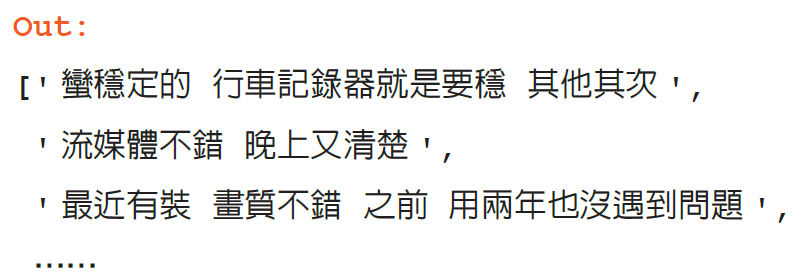 Out:
['蠻穩定的 行車記錄器就是要穩 其他其次',
'流媒體不錯 晚上又清楚',
'最近有裝 畫質不錯 之前 用兩年也沒遇到問題',
……